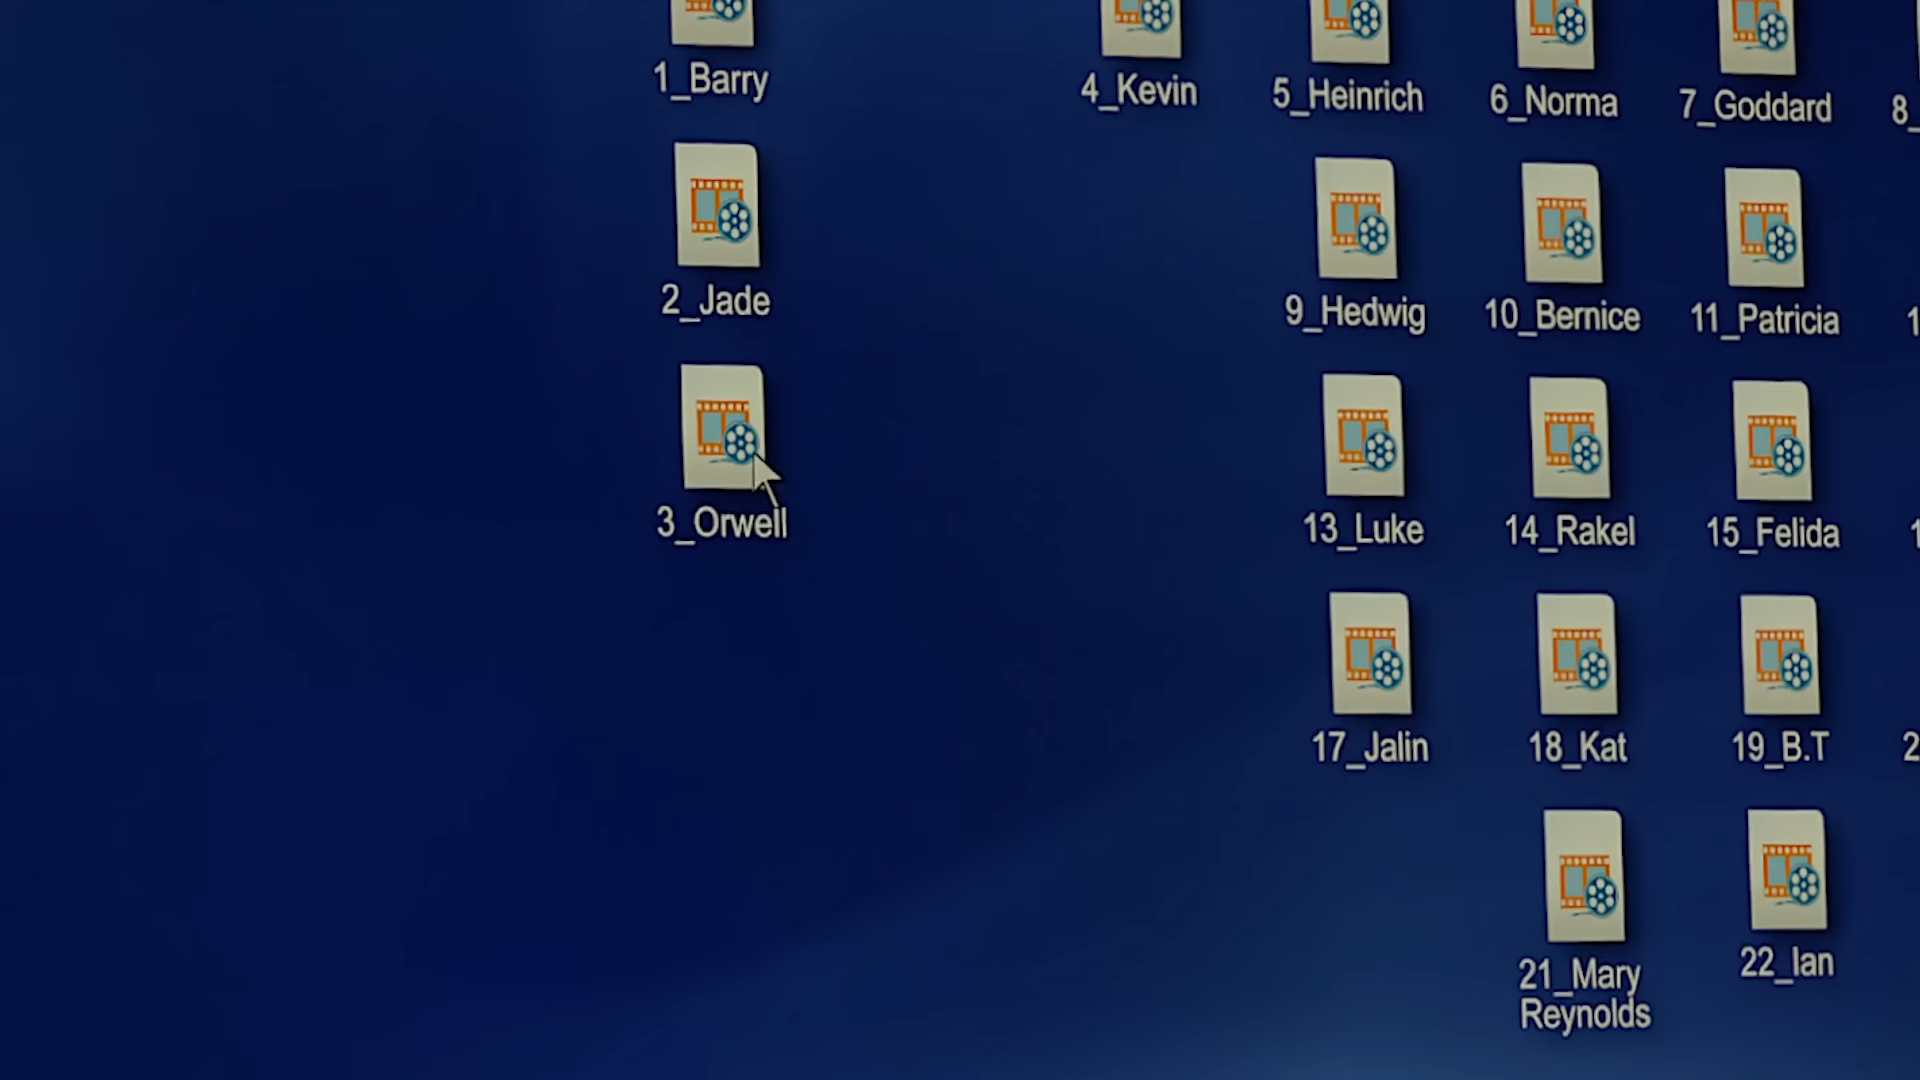 1_Barry
4_Kevin
5_Heinrich
6_Norma
7_Goddard
8_
2_Jade
9_Hedwig
10_Bernice
11_Patricia
3_Orwell
13_Luke
14_Rakel
15_Felida
17_Jalin
18_Kat
19_B.T
21_Mary
Reynolds
22_Ian